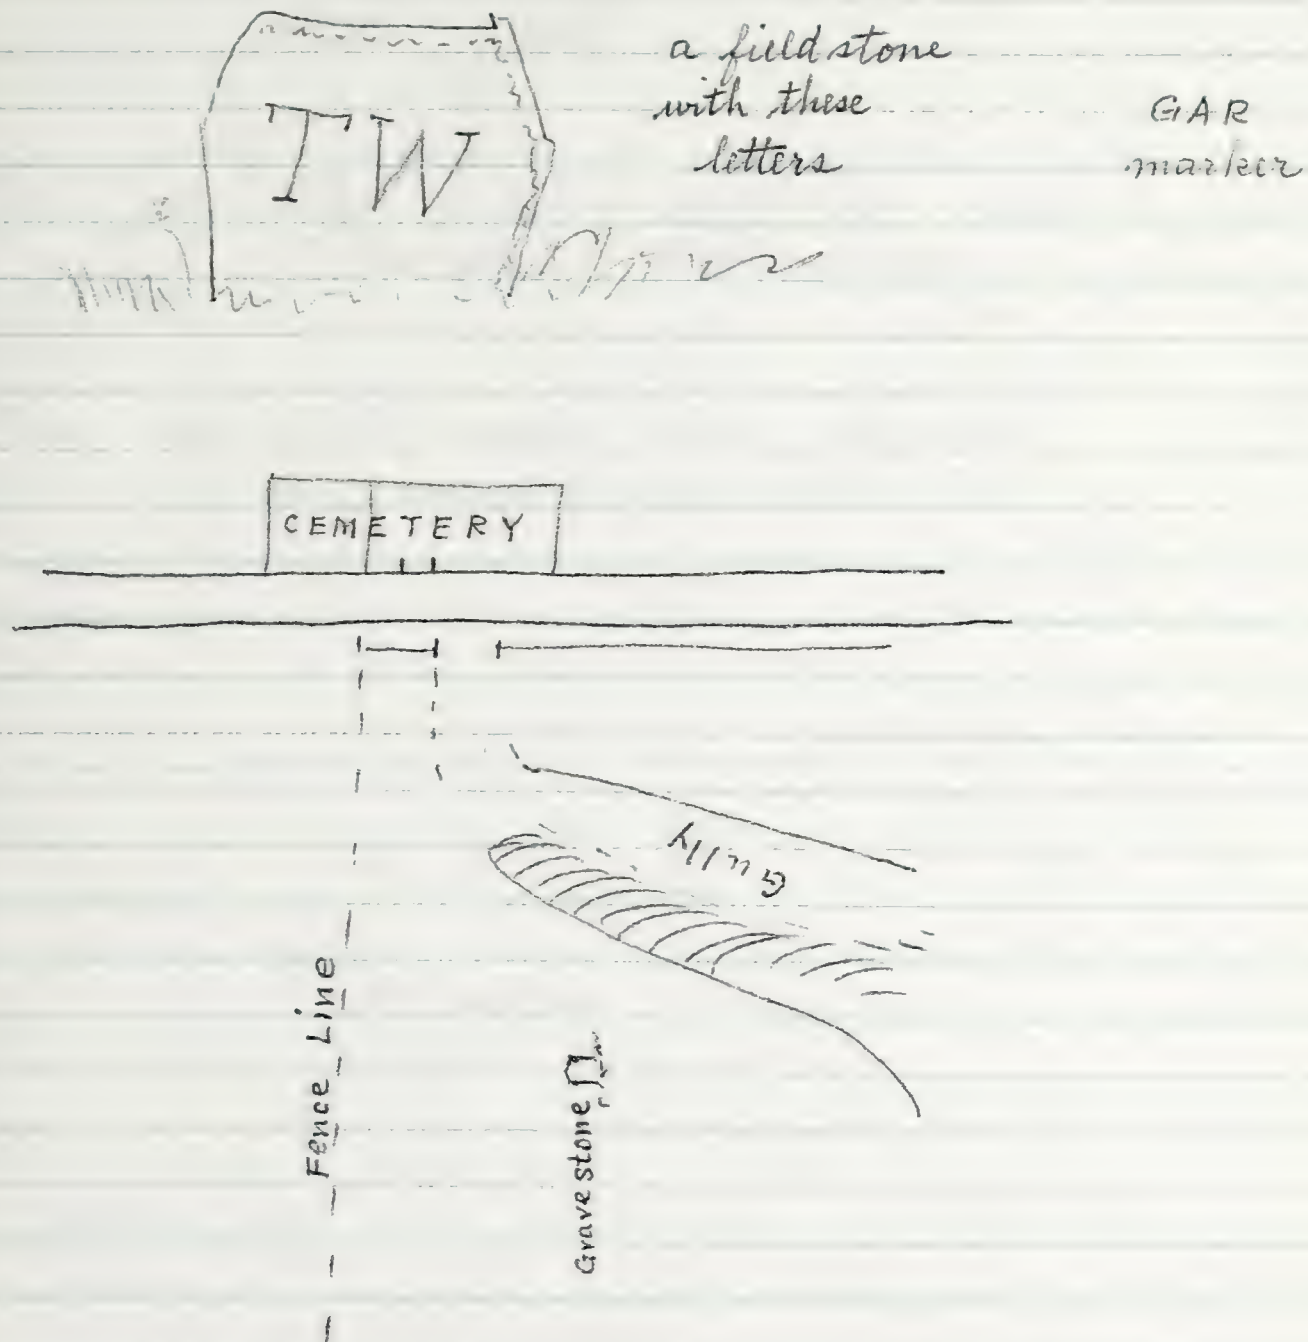 TW
a field stone
with these
letters
GAR
marker
CEMETERY
Gully
Fence Line
Gravestone